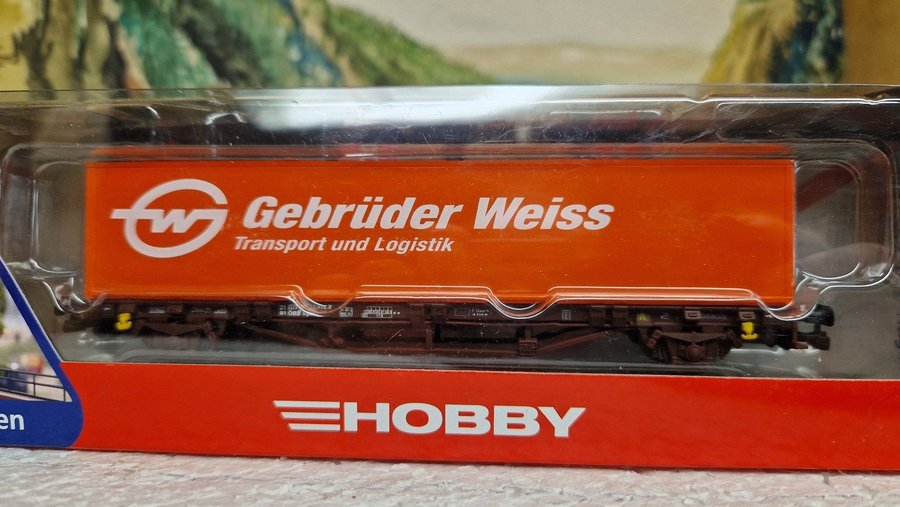 W
Gebrüder Weiss
Transport und Logistik
HOBBY
en